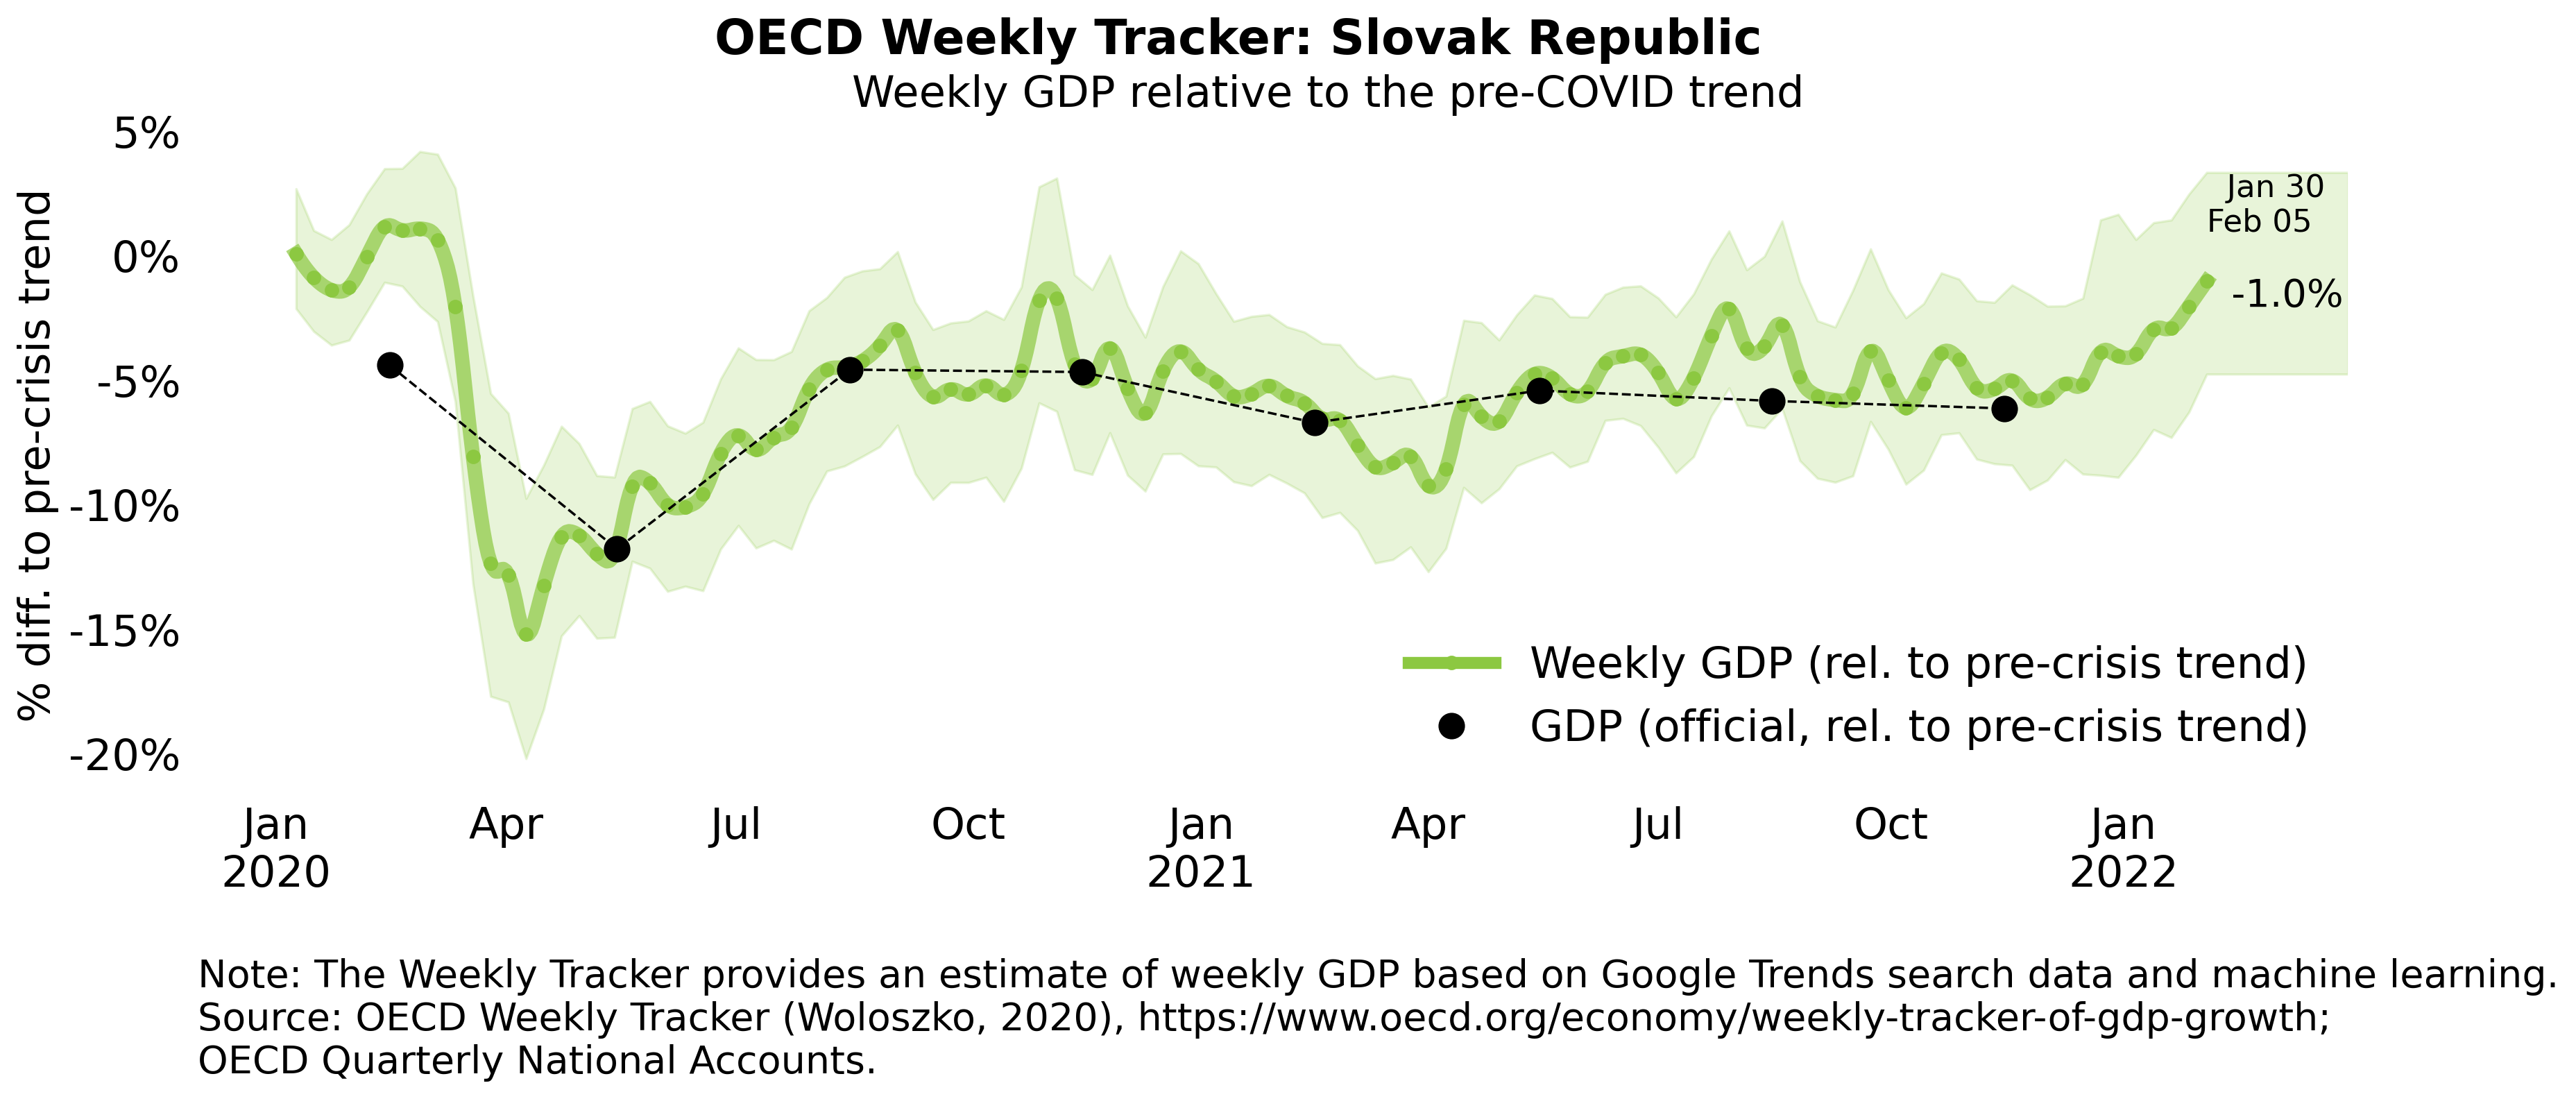 OECD Weekly Tracker: Slovak Republic
Weekly GDP relative to the pre-COVID trend
% diff. to pre-crisis trend
5%
0%
-5%
-10%
-15%
-20%
Jan 30
Feb 05
-1.0%
Weekly GDP (rel. to pre-crisis trend)
GDP (official, rel. to pre-crisis trend)
Jan Apr Jul Oct Jan Apr Jul Oct Jan
2020 2021 2022
Note: The Weekly Tracker provides an estimate of weekly GDP based on Google Trends search data and machine learning.
Source: OECD Weekly Tracker (Woloszko, 2020), https://www.oecd.org/economy/weekly-tracker-of-gdp-growth;
OECD Quarterly National Accounts.